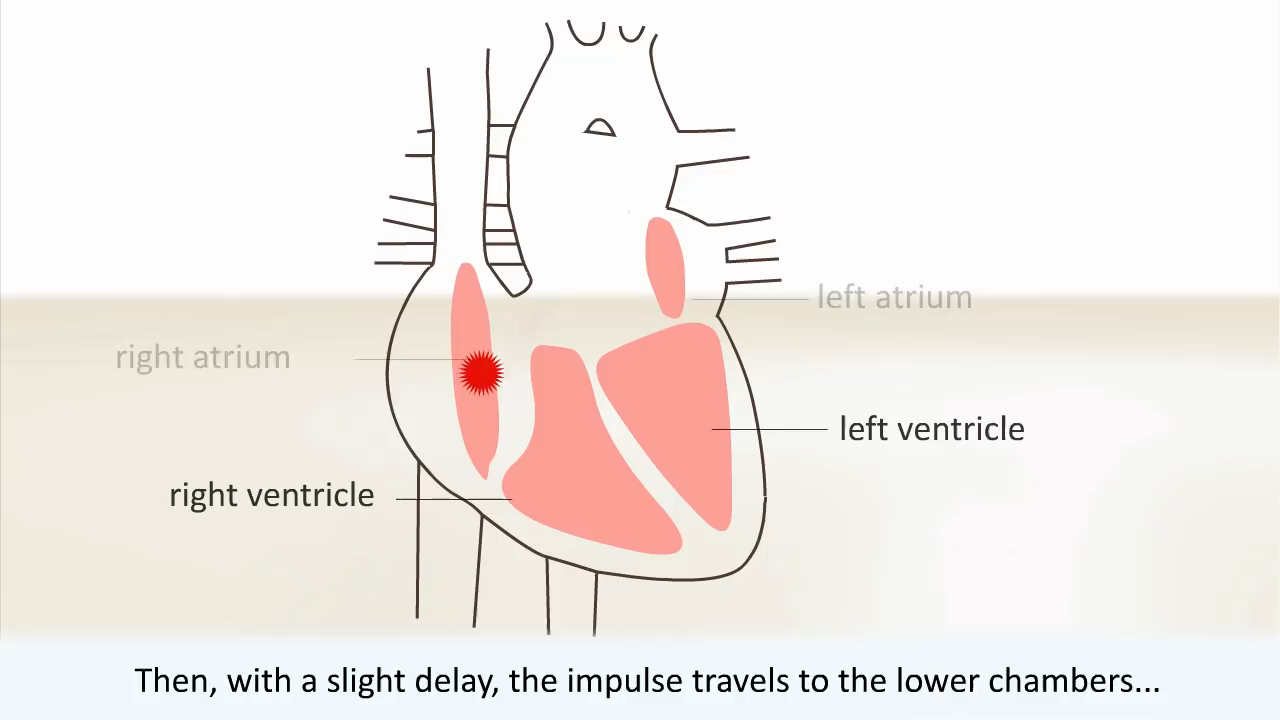 left atrium
right atrium
left ventricle
right ventricle
Then, with a slight delay, the impulse travels to the lower chambers...